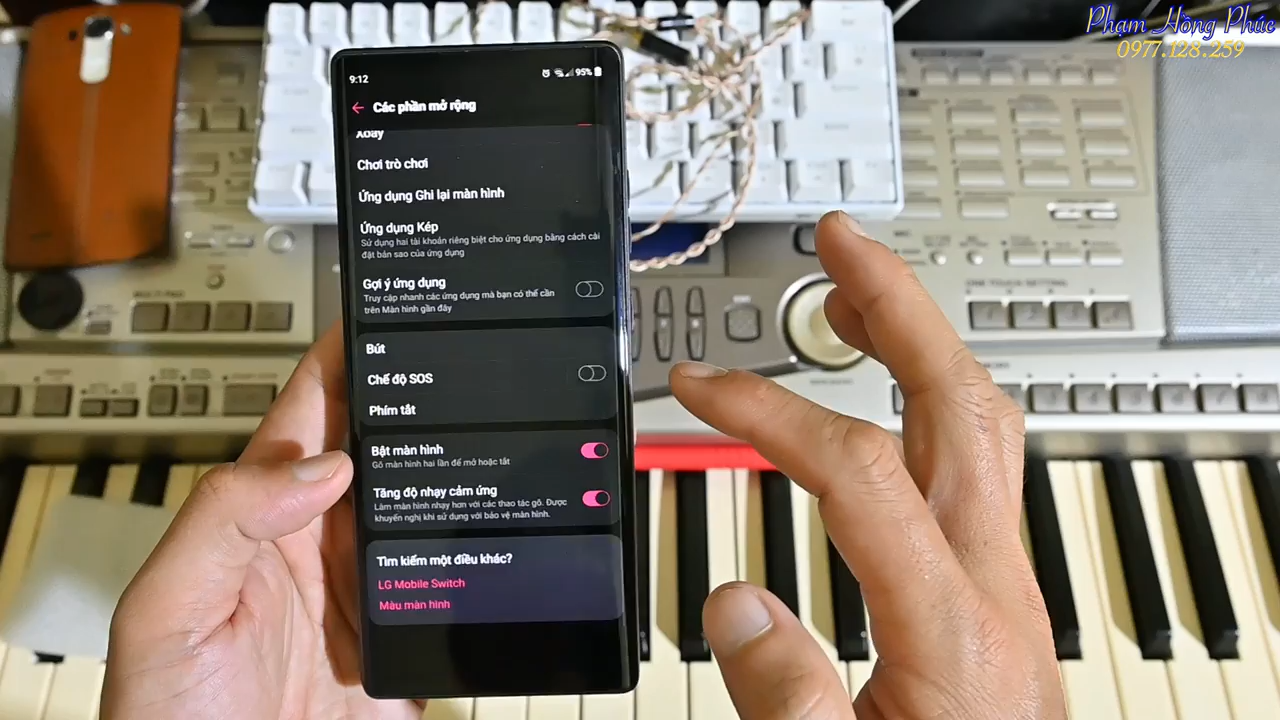 Phạm Hồng Phúc
0977.128.259
9:12
95%
Các phần mở rộng
Xoay
Chơi trò chơi
Ứng dụng Ghi lại màn hình
Ứng dụng Kép
Sử dụng hai tài khoản riêng biệt cho ứng dụng bằng cách cài
đặt bản sao của ứng dụng
Gợi ý ứng dụng
Truy cập nhanh các ứng dụng mà bạn có thể cần
trên Màn hình gần đây
Bút
Chế độ SOS
Phím tắt
Bật màn hình
Gõ màn hình hai lần để mở hoặc tắt
Tăng độ nhạy cảm ứng
Làm màn hình nhạy hơn với các thao tác gõ. Được
khuyến nghị khi sử dụng với bảo vệ màn hình.
Tìm kiếm một điều khác?
LG Mobile Switch
Màu màn hình
MULTI PAD
ONE TOUCH SETTING